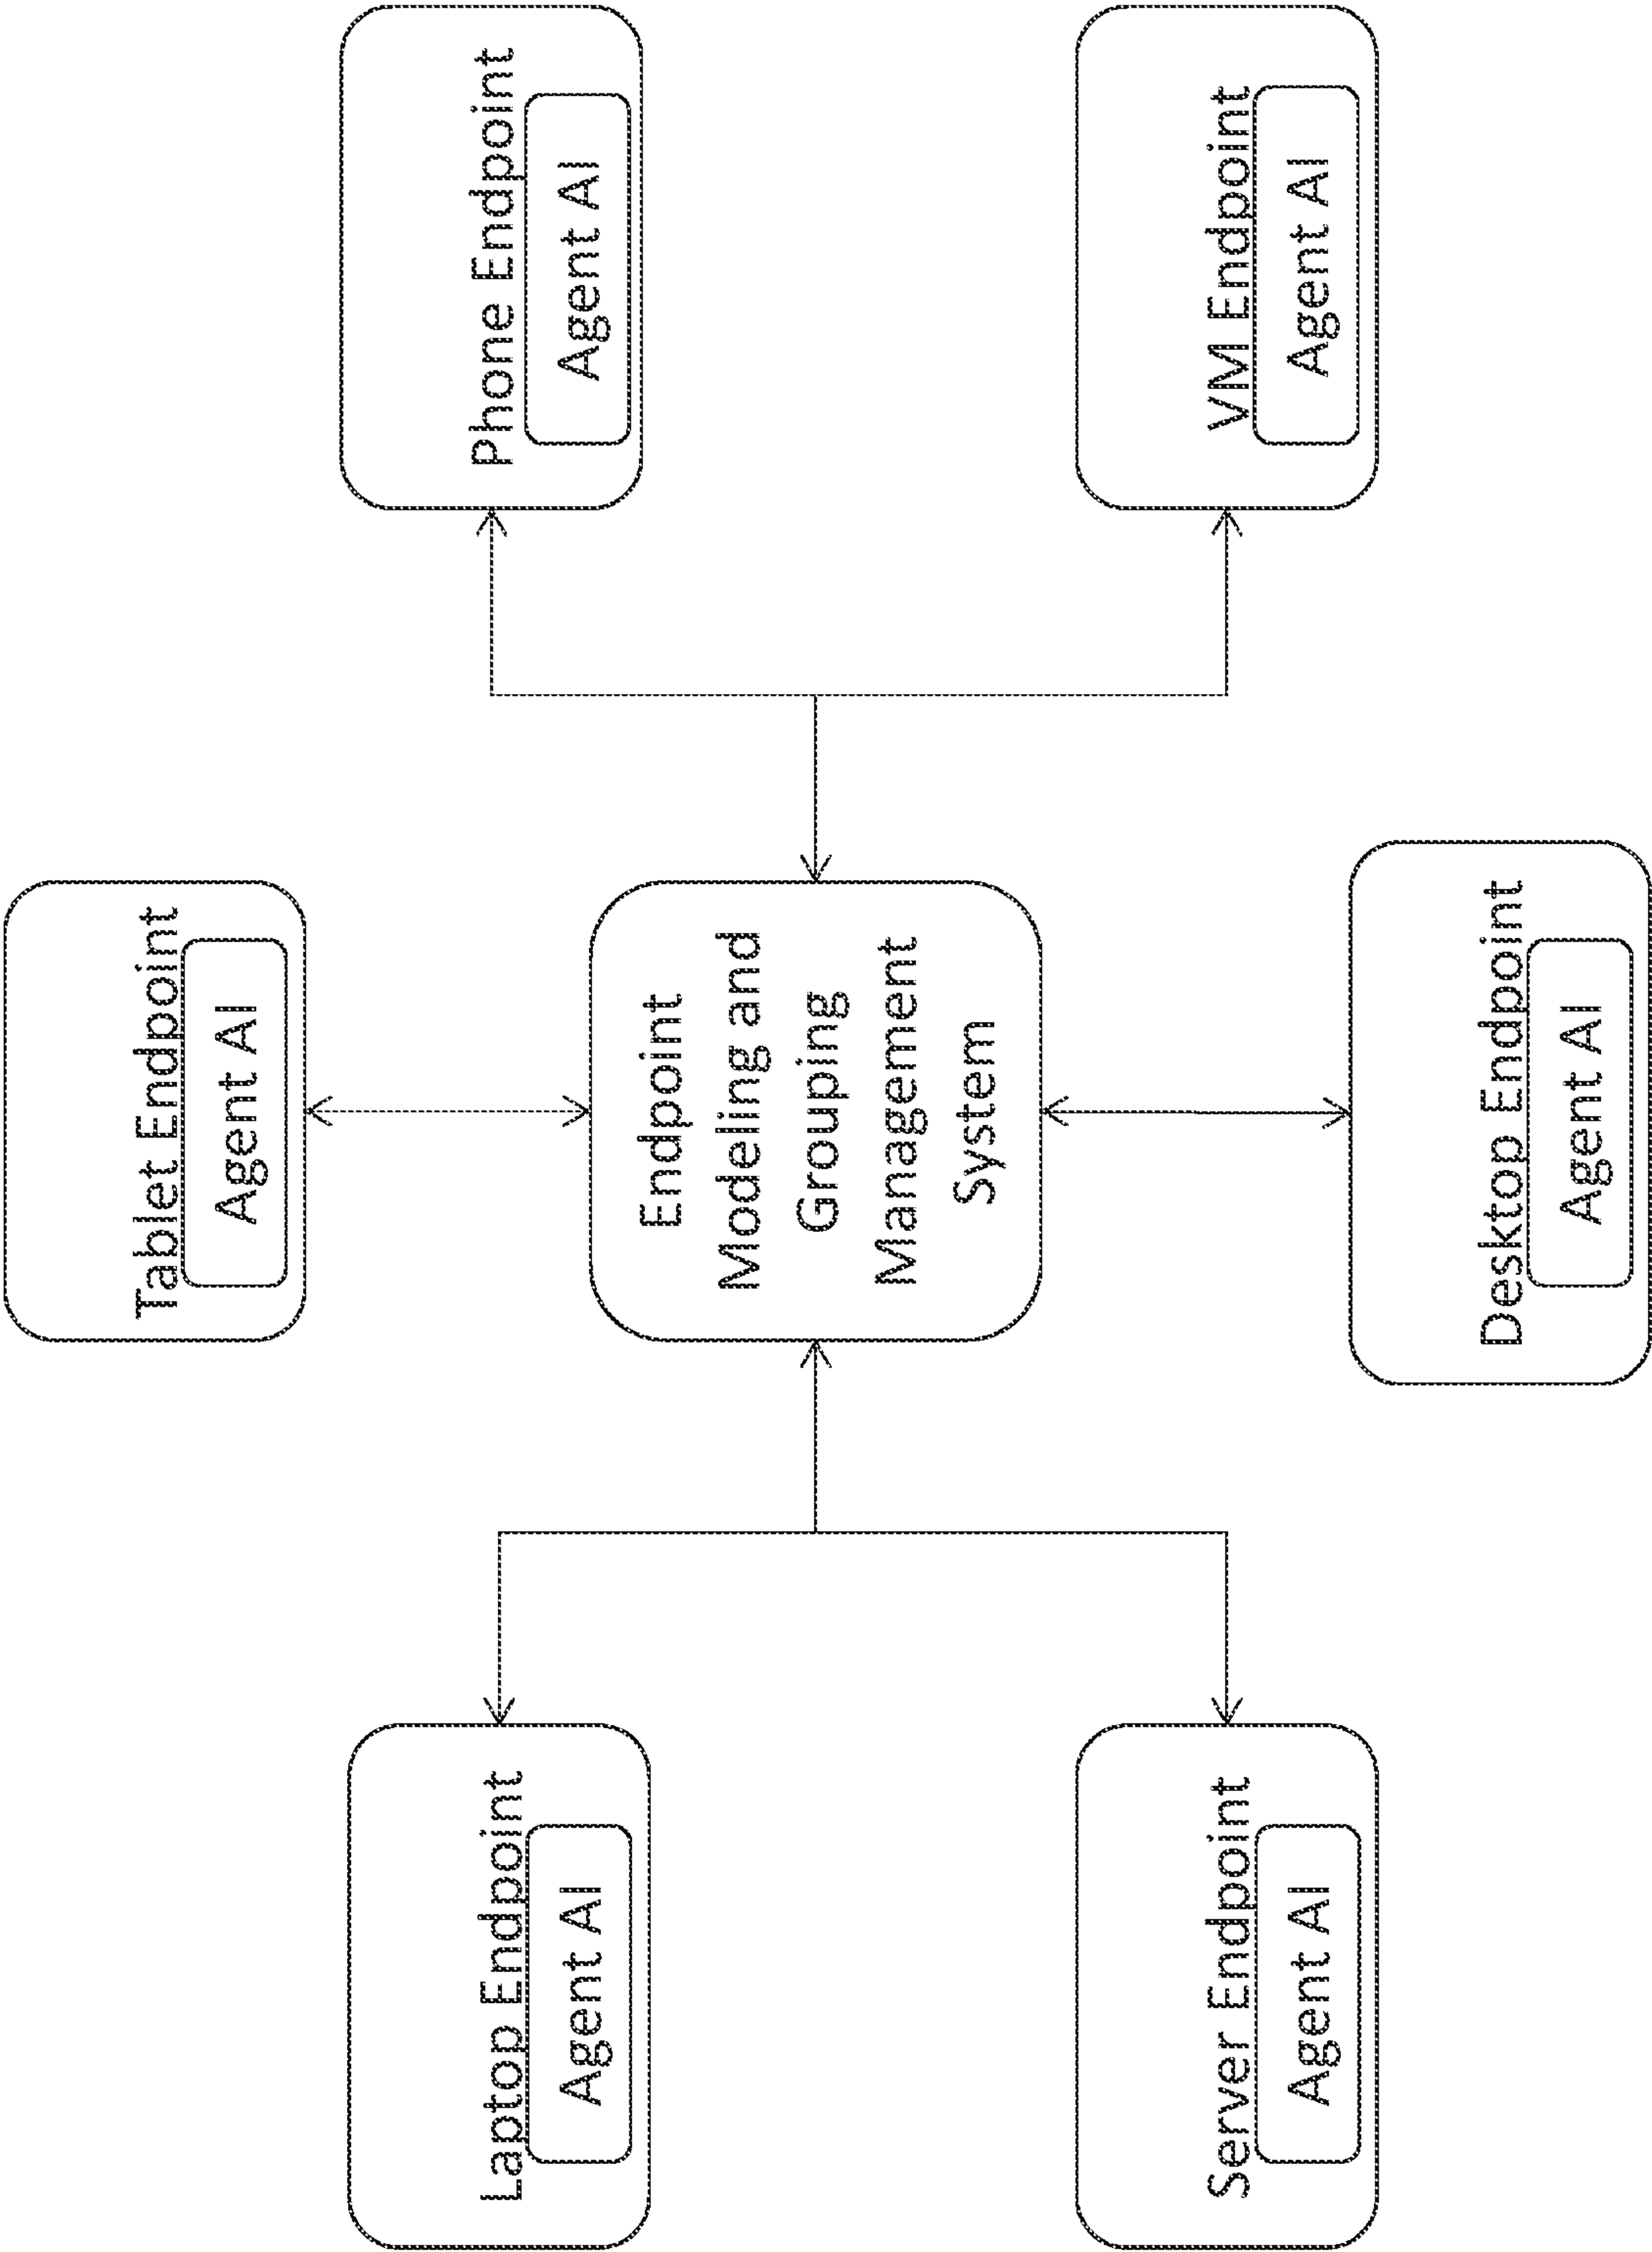 Tablet Endpoint
Agent AI
Laptop Endpoint
Agent AI
Phone Endpoint
Agent AI
Endpoint
Modeling and
Grouping
Management
System
Server Endpoint
Agent AI
VM Endpoint
Agent AI
Desktop Endpoint
Agent AI